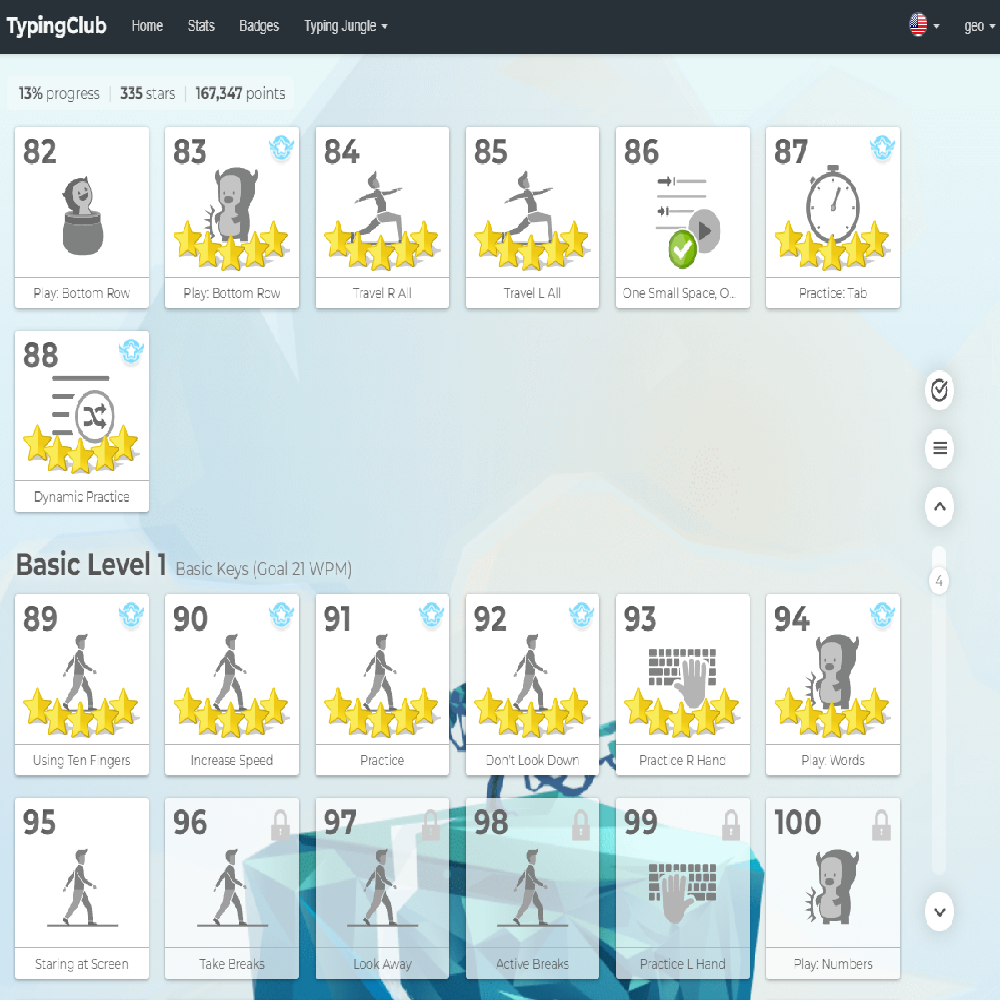 TypingClub Home Stats Badges Typing Jungle geo
13% progress 335 stars 167,347 points
82 83 84 85 86 87
Play: Bottom Row Play: Bottom Row Travel R All Travel L All One Small Space, O... Practice: Tab
88
Dynamic Practice
Basic Level 1 Basic Keys (Goal 21 WPM)
4
89 90 91 92 93 94
Using Ten Fingers Increase Speed Practice Don't Look Down Practice R Hand Play: Words
95 96 97 98 99 100
Staring at Screen Take Breaks Look Away Active Breaks Practice L Hand Play: Numbers